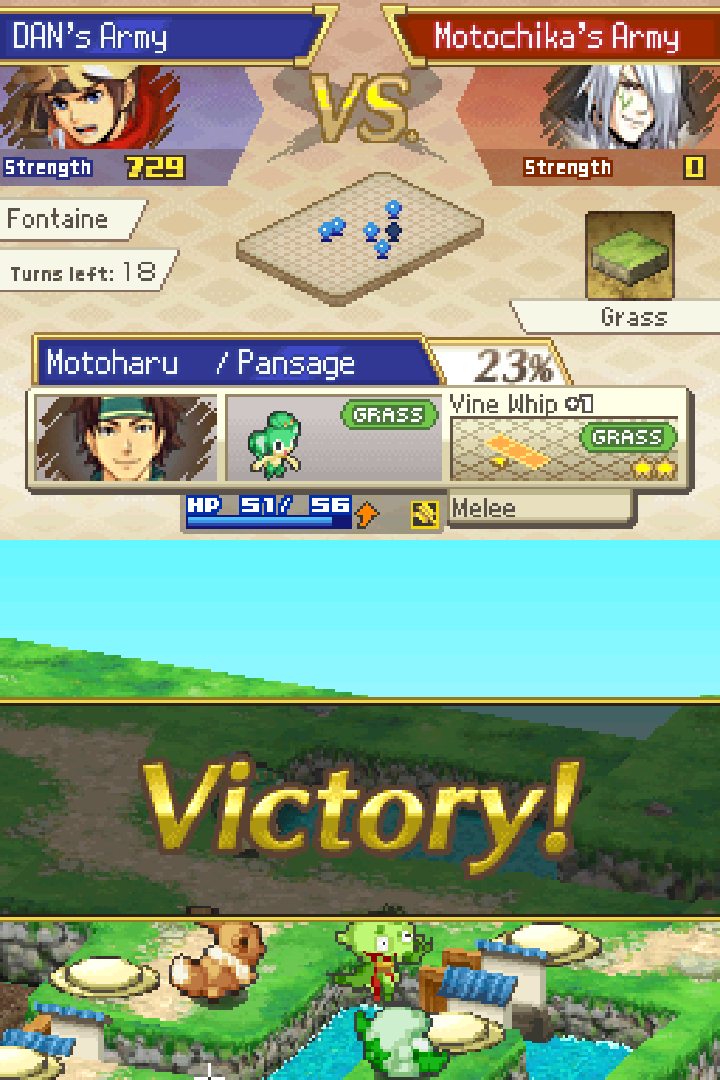 DAN's Army
Motochika's Army
VS.
Strength 729
Strength 0
Fontaine
Turns left: 18
Grass
Motoharu / Pansage 23%
GRASS
Vine Whip
GRASS
HP 51/ 56
Melee
Victory!